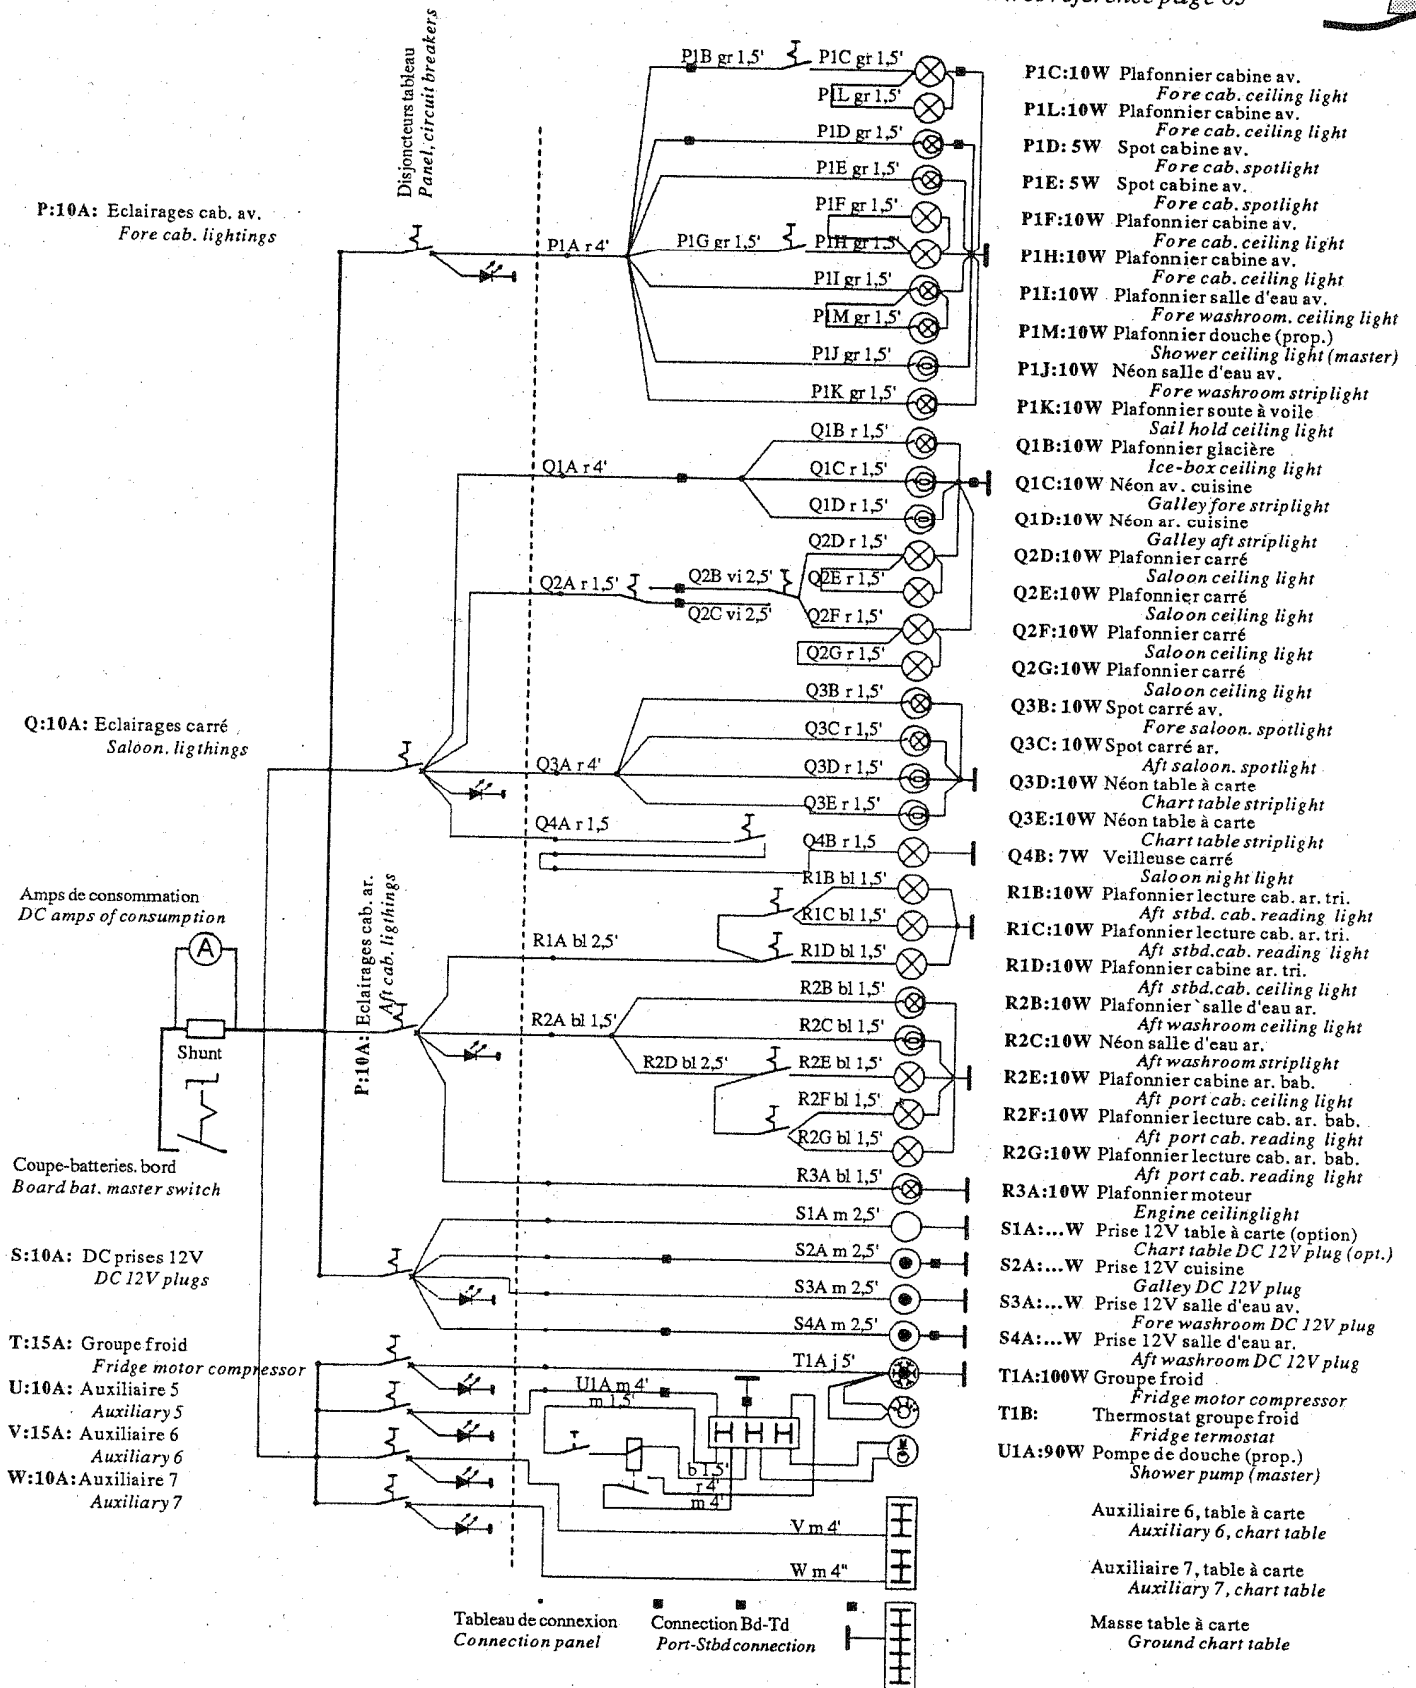 reference page 65
Disjoncteurs tableau
Panel, circuit breakers
P:10A: Eclairages cab. av.
Fore cab. lightings
Q:10A: Eclairages carré
Saloon. ligthings
Amps de consommation
DC amps of consumption
A
Shunt
Coupe-batteries. bord
Board bat. master switch
P:10A: Eclairages cab. ar.
Aft cab. ligthings
S:10A: DC prises 12V
DC 12V plugs
T:15A: Groupe froid
Fridge motor compressor
U:10A: Auxiliaire 5
Auxiliary 5
V:15A: Auxiliaire 6
Auxiliary 6
W:10A: Auxiliaire 7
Auxiliary 7
P1A r 4'
P1B gr 1,5'
P1C gr 1,5'
P1L gr 1,5'
P1D gr 1,5'
P1E gr 1,5'
P1F gr 1,5'
P1G gr 1,5'
P1H gr 1,5'
P1I gr 1,5'
P1M gr 1,5'
P1J gr 1,5'
P1K gr 1,5'
Q1A r 4'
Q1B r 1,5'
Q1C r 1,5'
Q1D r 1,5'
Q2A r 1,5'
Q2B vi 2,5'
Q2C vi 2,5'
Q2D r 1,5'
Q2E r 1,5'
Q2F r 1,5'
Q2G r 1,5'
Q3A r 4'
Q3B r 1,5'
Q3C r 1,5'
Q3D r 1,5'
Q3E r 1,5'
Q4A r 1,5
Q4B r 1,5
R1A bl 2,5'
R1B bl 1,5'
R1C bl 1,5'
R1D bl 1,5'
R2A bl 1,5'
R2B bl 1,5'
R2C bl 1,5'
R2D bl 2,5'
R2E bl 1,5'
R2F bl 1,5'
R2G bl 1,5'
R3A bl 1,5'
S1A m 2,5'
S2A m 2,5'
S3A m 2,5'
S4A m 2,5'
T1A j 5'
U1A m 4'
m 1,5'
b 1,5'
r 4'
m 4'
V m 4'
W m 4"
P1C:10W Plafonnier cabine av.
Fore cab. ceiling light
P1L:10W Plafonnier cabine av.
Fore cab. ceiling light
P1D: 5W Spot cabine av.
Fore cab. spotlight
P1E: 5W Spot cabine av.
Fore cab. spotlight
P1F:10W Plafonnier cabine av.
Fore cab. ceiling light
P1H:10W Plafonnier cabine av.
Fore cab. ceiling light
P1I:10W Plafonnier salle d'eau av.
Fore washroom. ceiling light
P1M:10W Plafonnier douche (prop.)
Shower ceiling light (master)
P1J:10W Néon salle d'eau av.
Fore washroom striplight
P1K:10W Plafonnier soute à voile
Sail hold ceiling light
Q1B:10W Plafonnier glacière
Ice-box ceiling light
Q1C:10W Néon av. cuisine
Galley fore striplight
Q1D:10W Néon ar. cuisine
Galley aft striplight
Q2D:10W Plafonnier carré
Saloon ceiling light
Q2E:10W Plafonnier carré
Saloon ceiling light
Q2F:10W Plafonnier carré
Saloon ceiling light
Q2G:10W Plafonnier carré
Saloon ceiling light
Q3B: 10W Spot carré av.
Fore saloon. spotlight
Q3C: 10W Spot carré ar.
Aft saloon. spotlight
Q3D:10W Néon table à carte
Chart table striplight
Q3E:10W Néon table à carte
Chart table striplight
Q4B: 7W Veilleuse carré
Saloon night light
R1B:10W Plafonnier lecture cab. ar. tri.
Aft stbd. cab. reading light
R1C:10W Plafonnier lecture cab. ar. tri.
Aft stbd.cab. reading light
R1D:10W Plafonnier cabine ar. tri.
Aft stbd.cab. ceiling light
R2B:10W Plafonnier salle d'eau ar.
Aft washroom ceiling light
R2C:10W Néon salle d'eau ar.
Aft washroom striplight
R2E:10W Plafonnier cabine ar. bab.
Aft port cab. ceiling light
R2F:10W Plafonnier lecture cab. ar. bab.
Aft port cab. reading light
R2G:10W Plafonnier lecture cab. ar. bab.
Aft port cab. reading light
R3A:10W Plafonnier moteur
Engine ceilinglight
S1A:...W Prise 12V table à carte (option)
Chart table DC 12V plug (opt.)
S2A:...W Prise 12V cuisine
Galley DC 12V plug
S3A:...W Prise 12V salle d'eau av.
Fore washroom DC 12V plug
S4A:...W Prise 12V salle d'eau ar.
Aft washroom DC 12V plug
T1A:100W Groupe froid
Fridge motor compressor
T1B: Thermostat groupe froid
Fridge termostat
U1A:90W Pompe de douche (prop.)
Shower pump (master)
Auxiliaire 6, table à carte
Auxiliary 6, chart table
Auxiliaire 7, table à carte
Auxiliary 7, chart table
Masse table à carte
Ground chart table
Tableau de connexion
Connection panel
Connection Bd-Td
Port-Stbd connection